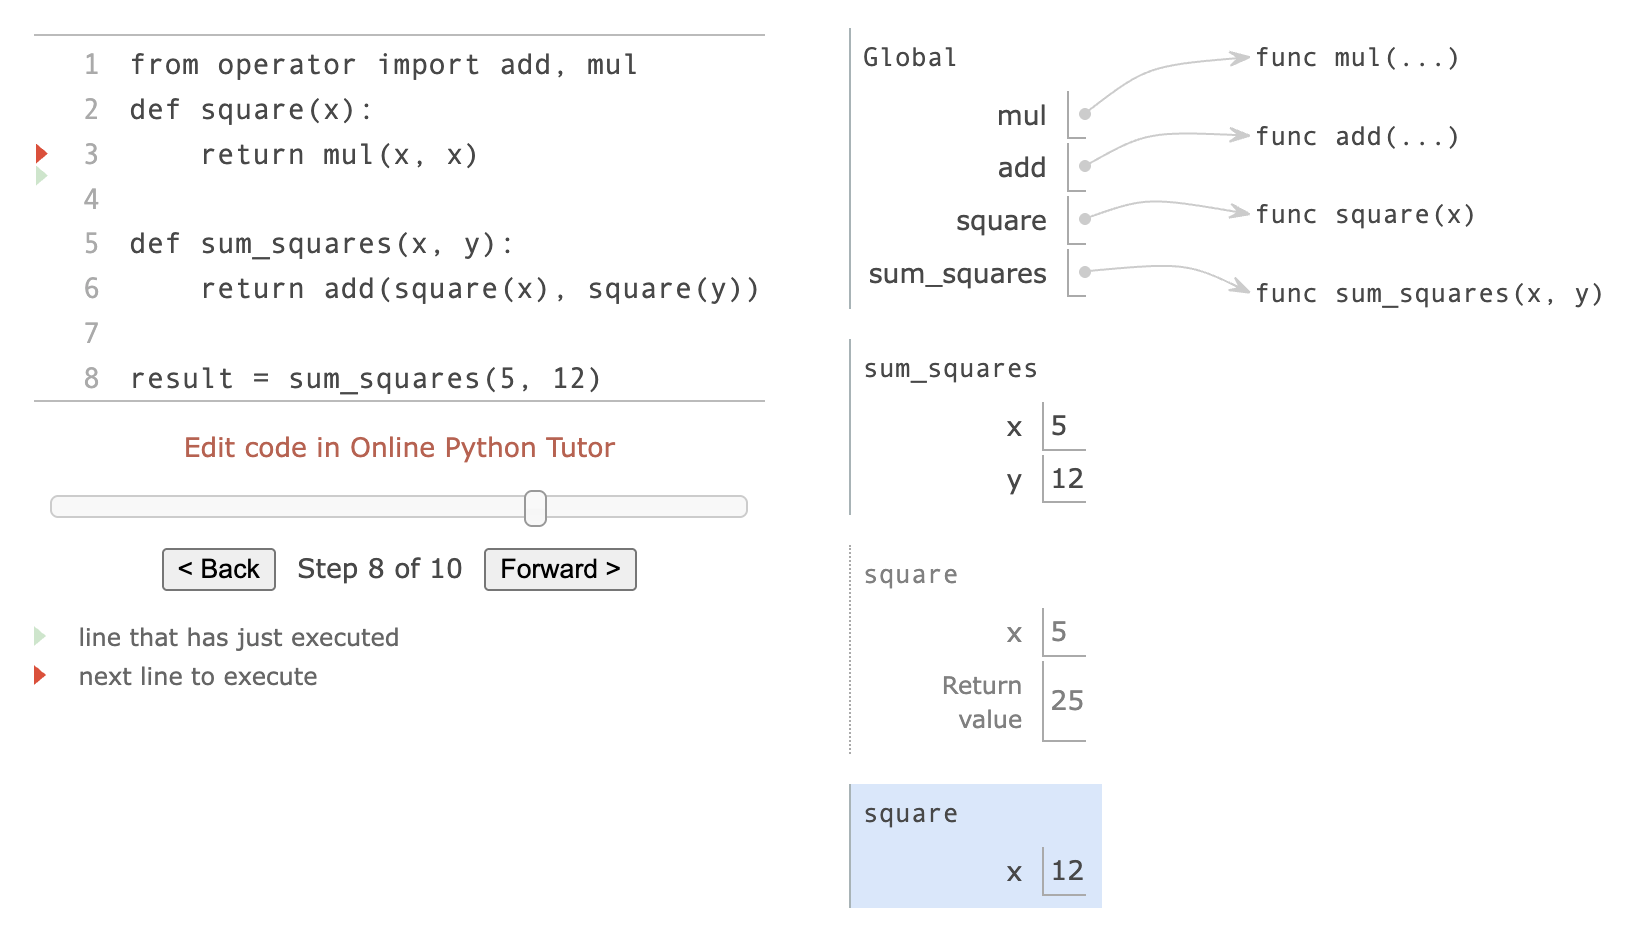 1 from operator import add, mul
2 def square(x):
3     return mul(x, x)
4
5 def sum_squares(x, y):
6     return add(square(x), square(y))
7
8 result = sum_squares(5, 12)
Edit code in Online Python Tutor
< Back Step 8 of 10 Forward >
line that has just executed
next line to execute
Global
mul
add
square
sum_squares
func mul(...)
func add(...)
func square(x)
func sum_squares(x, y)
sum_squares
x 5
y 12
square
x 5
Return
value 25
square
x 12